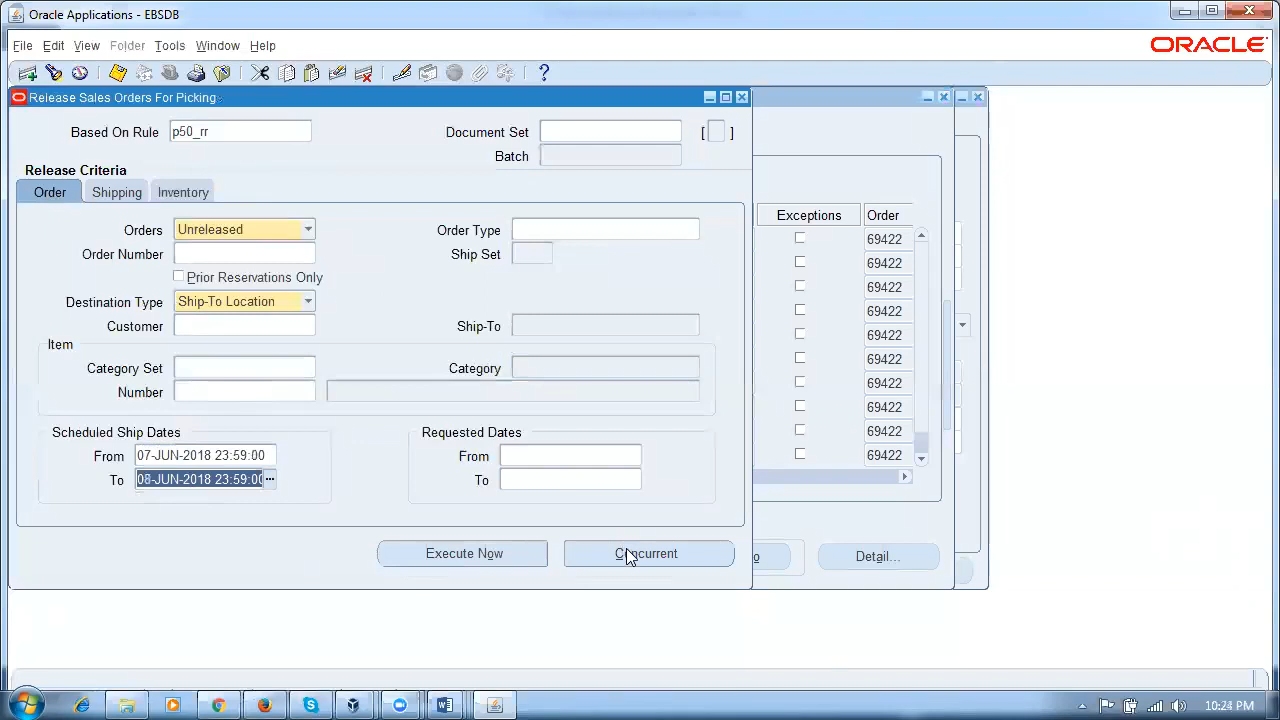 Oracle Applications - EBSDB
File Edit View Folder Tools Window Help
ORACLE
Release Sales Orders For Picking
Based On Rule p50_rr Document Set [ ]
Batch
Release Criteria
Order Shipping Inventory
Orders Unreleased Order Type
Order Number Ship Set
Prior Reservations Only
Destination Type Ship-To Location
Customer Ship-To
Item
Category Set Category
Number
Scheduled Ship Dates Requested Dates
From 07-JUN-2018 23:59:00 From
To 08-JUN-2018 23:59:00 To
Execute Now Concurrent
Exceptions Order
69422
69422
69422
69422
69422
69422
69422
69422
69422
69422
o Detail...
10:24 PM